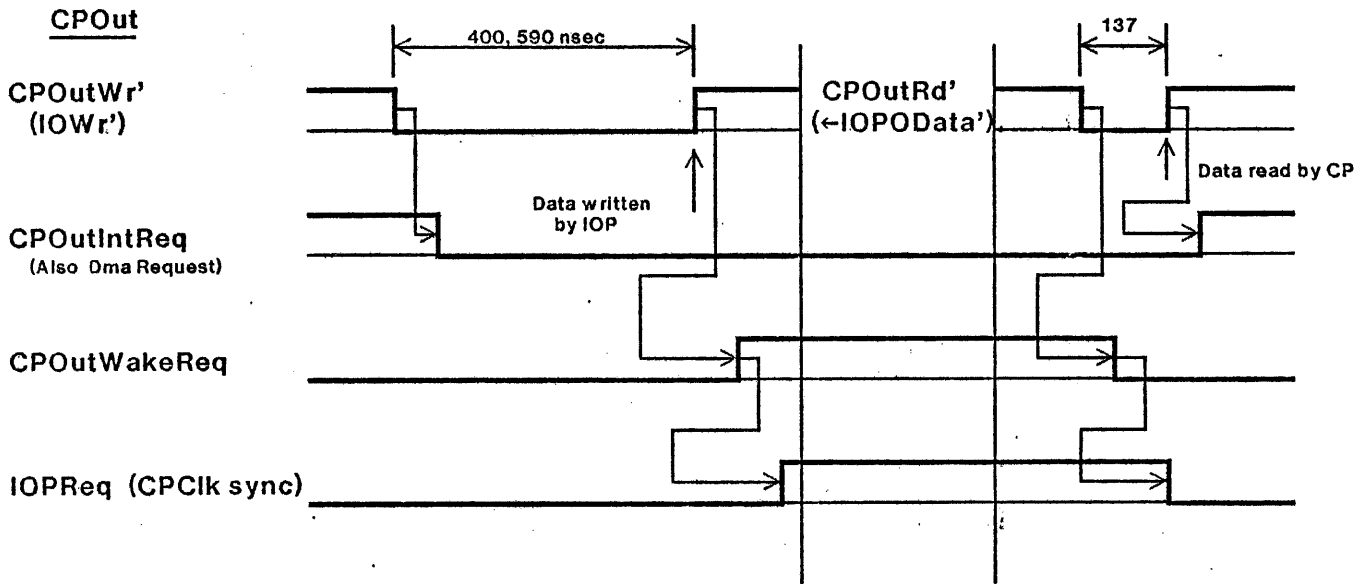 CPOut
400, 590 nsec
137
CPOutWr'
(IOWr')
CPOutRd'
(←IOPOData')
Data written
by IOP
Data read by CP
CPOutIntReq
(Also Dma Request)
CPOutWakeReq
IOPReq (CPClk sync)